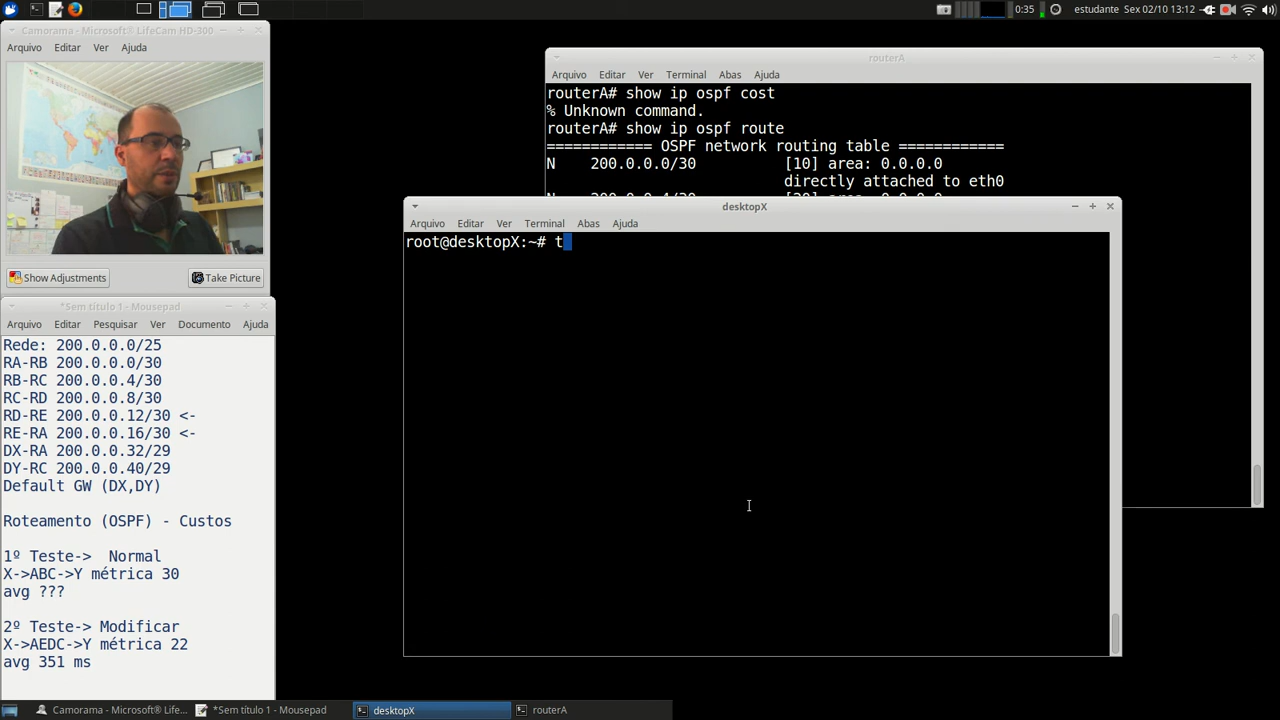 0:35 estudante Sex 02/10 13:12
Camorama - Microsoft® LifeCam HD-300
Arquivo Editar Ver Ajuda
Show Adjustments Take Picture
*Sem título 1 - Mousepad
Arquivo Editar Pesquisar Ver Documento Ajuda
Rede: 200.0.0.0/25
RA-RB 200.0.0.0/30
RB-RC 200.0.0.4/30
RC-RD 200.0.0.8/30
RD-RE 200.0.0.12/30 <-
RE-RA 200.0.0.16/30 <-
DX-RA 200.0.0.32/29
DY-RC 200.0.0.40/29
Default GW (DX,DY)
Roteamento (OSPF) - Custos
1º Teste-> Normal
X->ABC->Y métrica 30
avg ???
2º Teste-> Modificar
X->AEDC->Y métrica 22
avg 351 ms
routerA
Arquivo Editar Ver Terminal Abas Ajuda
routerA# show ip ospf cost
% Unknown command.
routerA# show ip ospf route
============ OSPF network routing table ============
N 200.0.0.0/30 [10] area: 0.0.0.0
directly attached to eth0
desktopX
Arquivo Editar Ver Terminal Abas Ajuda
root@desktopX:~# t
Camorama - Microsoft® LifeC... *Sem título 1 - Mousepad desktopX routerA